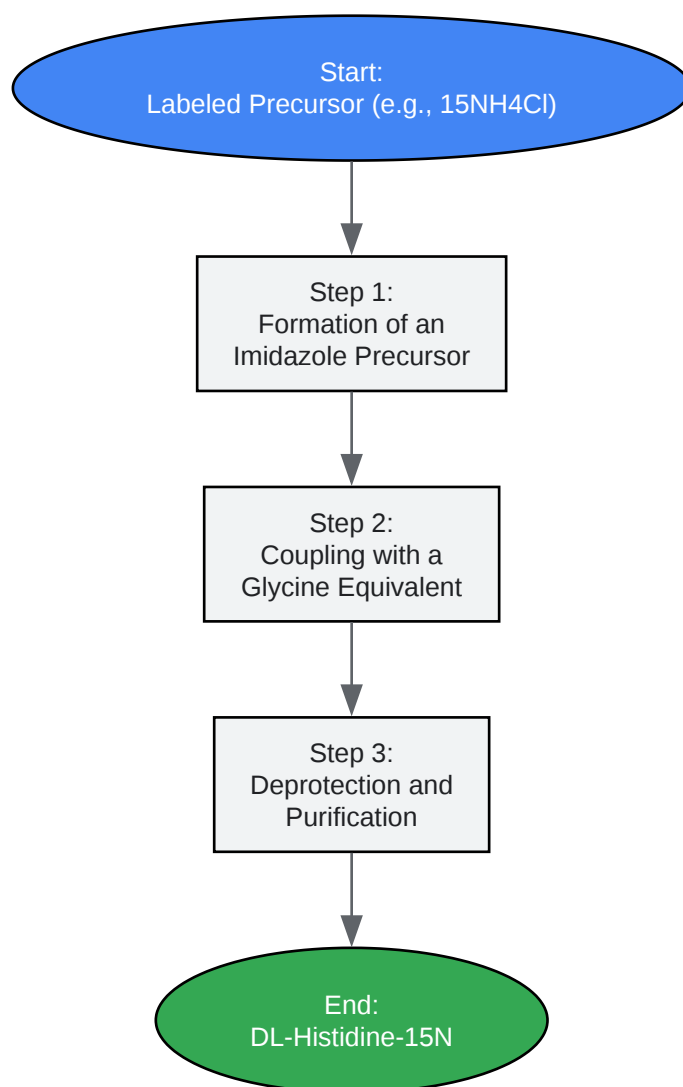 Start:
Labeled Precursor (e.g., 15NH4Cl)
Step 1:
Formation of an
Imidazole Precursor
Step 2:
Coupling with a
Glycine Equivalent
Step 3:
Deprotection and
Purification
End:
DL-Histidine-15N